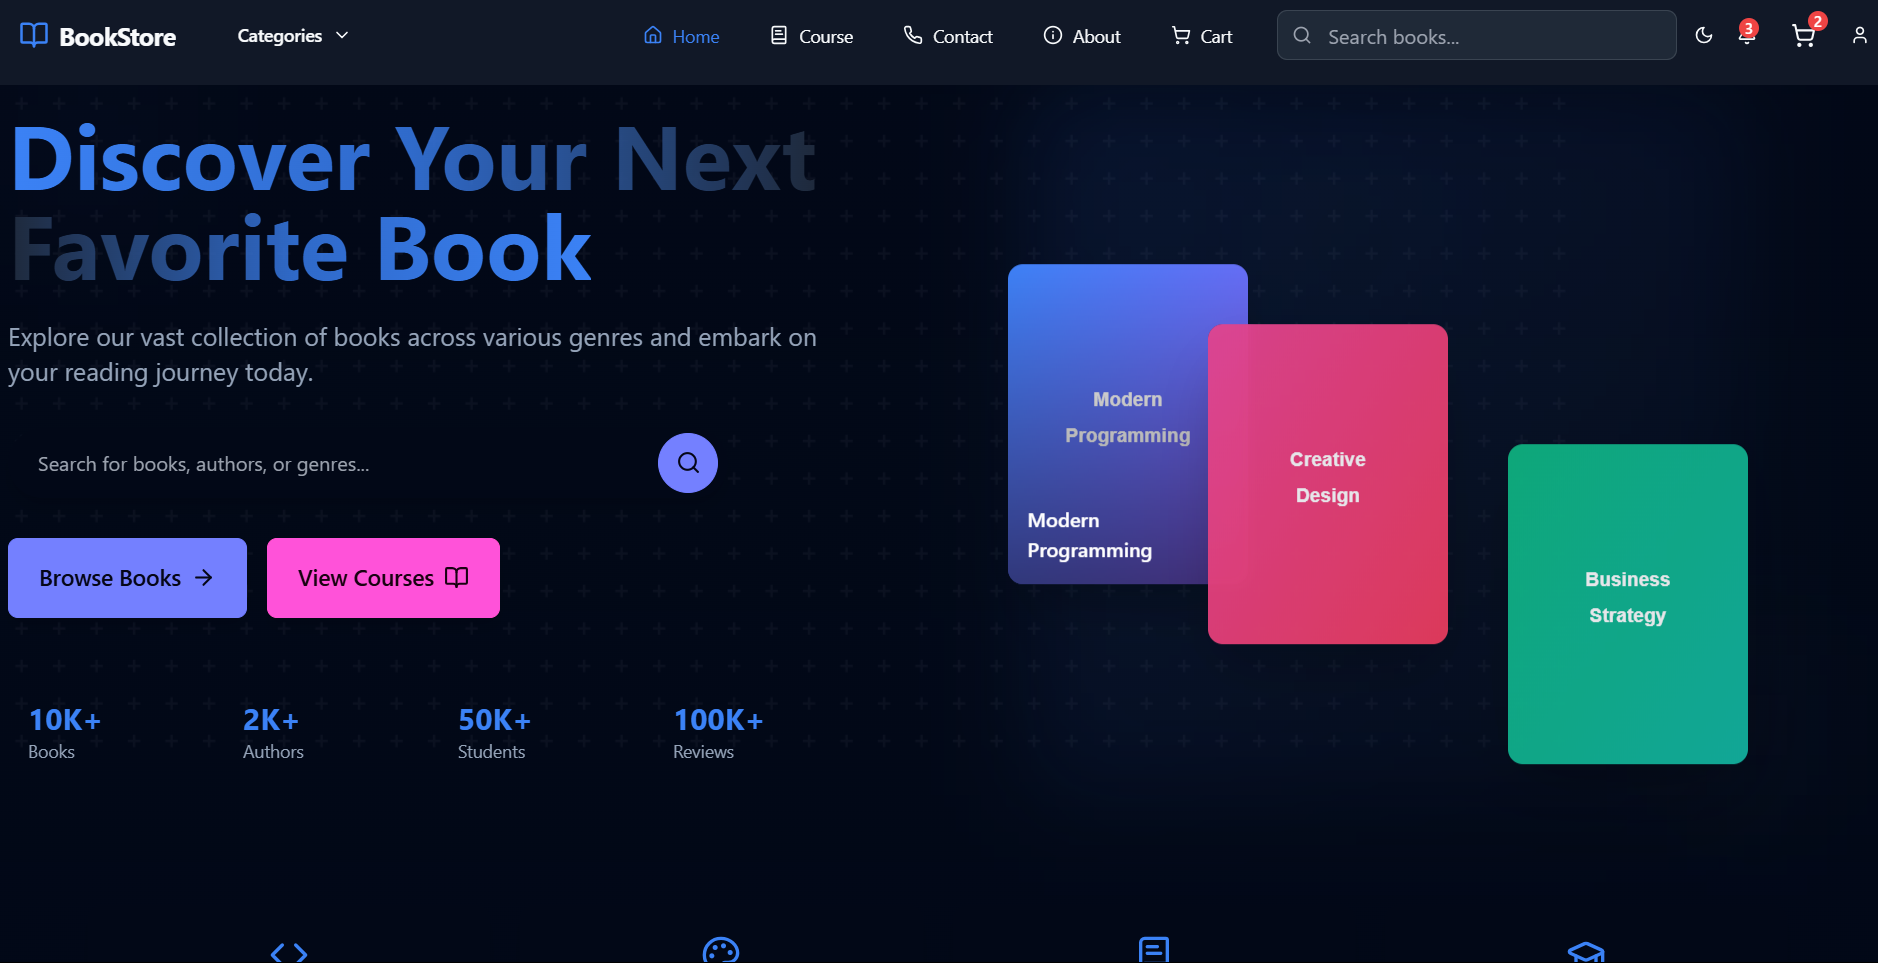 BookStore
Categories
Home
Course
Contact
About
Cart
Search books...
3
2
Discover Your Next
Favorite Book
Explore our vast collection of books across various genres and embark on
your reading journey today.
Search for books, authors, or genres...
Browse Books
View Courses
10K+
Books
2K+
Authors
50K+
Students
100K+
Reviews
Modern
Programming
Modern
Programming
Creative
Design
Business
Strategy